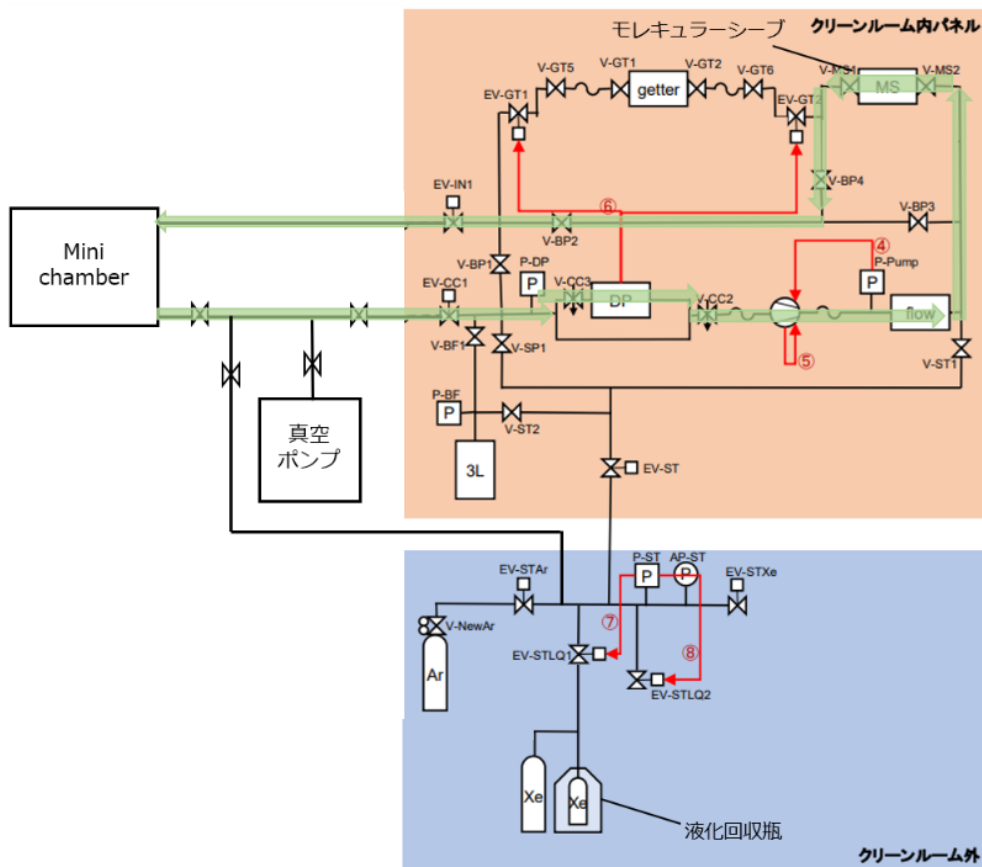 クリーンルーム内パネル
モレキュラーシーブ
V-GT1
V-GT2
V-GT5
V-GT6
V-MS1
V-MS2
EV-GT1
getter
EV-GT2
MS
EV-IN1
V-BP4
⑥
V-BP3
V-BP2
Mini
chamber
④
V-BP1
P-DP
P-Pump
EV-CC1
V-CC3
P
DP
P
V-CC2
flow
V-BF1
V-SP1
⑤
V-ST1
P-BF
P
V-ST2
真空
ポンプ
3L
EV-ST
P-ST
AP-ST
EV-STAr
EV-STXe
P
P
V-NewAr
⑦
EV-STLQ1
⑧
Ar
EV-STLQ2
Xe
Xe
液化回収瓶
クリーンルーム外